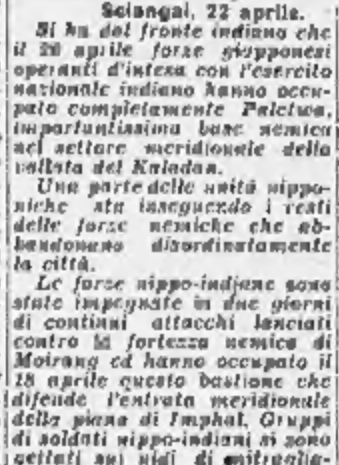 Sciangai, 22 aprile.
Si ha dal fronte indiano che
il 20 aprile forze giapponesi
operanti d'intesa con l'esercito
nazionale indiano hanno occu-
pato completamente Paletwa,
importantissima base nemica
nel settore meridionale della
vallata del Kaladan.
Una parte delle unità nippo-
niche sta inseguendo i resti
delle forze nemiche che ab-
bandonano disordinatamente
la città.
Le forze nippo-indiane sono
state impegnate in due giorni
di continui attacchi lanciati
contro la fortezza nemica di
Moirang ed hanno occupato il
18 aprile questo bastione che
difende l'entrata meridionale
della piana di Imphal. Gruppi
di soldati nippo-indiani si sono
gettati sui nidi di mitraglia-